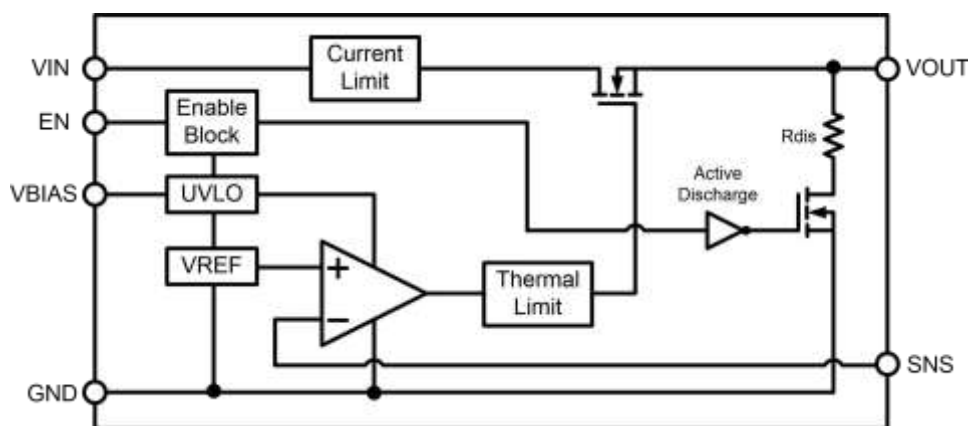 VIN
Current
Limit
VOUT
EN
Enable
Block
Rdis
VBIAS
UVLO
Active
Discharge
VREF
+
−
Thermal
Limit
GND
SNS